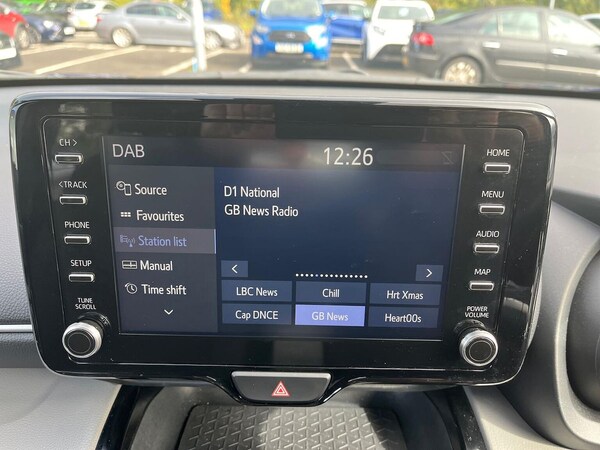 DAB
12:26
CH >
< TRACK
PHONE
SETUP
TUNE
SCROLL
Source
Favourites
Station list
Manual
Time shift
D1 National
GB News Radio
LBC News
Chill
Hrt Xmas
Cap DNCE
GB News
Heart00s
HOME
MENU
AUDIO
MAP
POWER
VOLUME